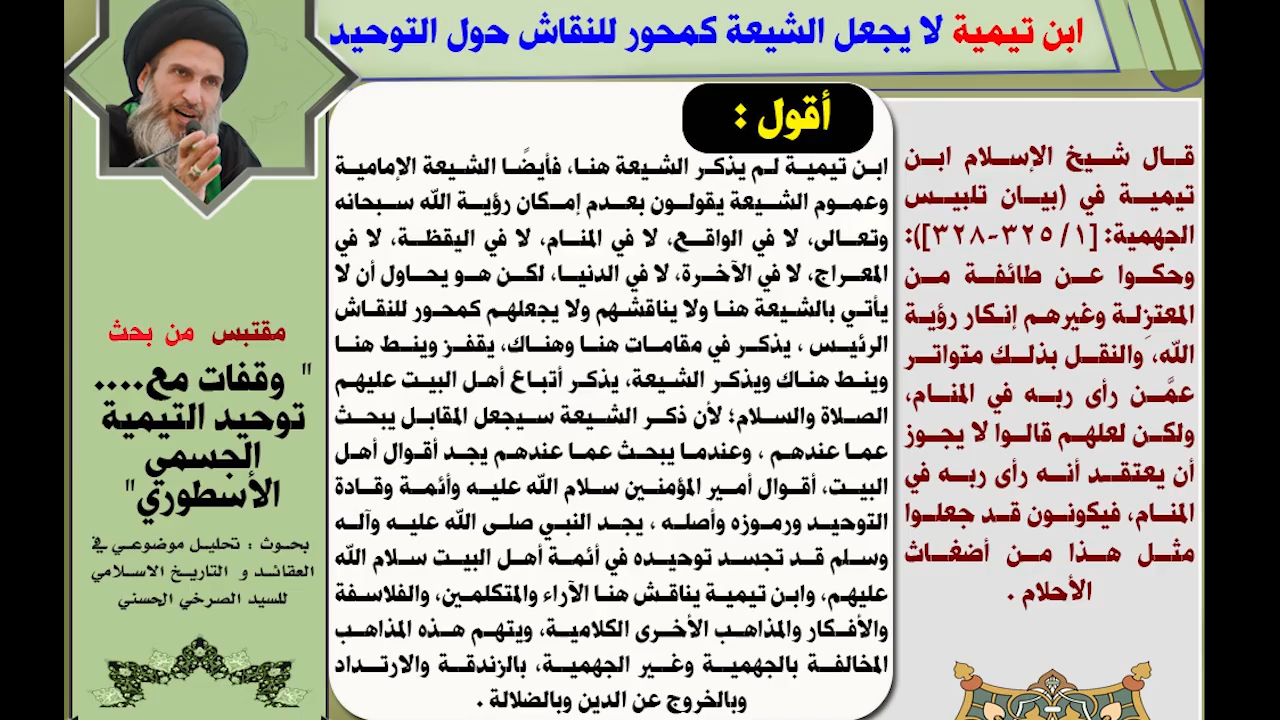 ابن تيمية لا يجعل الشيعة كمحور للنقاش حول التوحيد
قال شيخ الإسلام ابن
تيمية في (بيان تلبيس
الجهمية: [١/ ٣٢٥-٣٢٨]):
وحكوا عن طائفة من
المعتزِلة وغيرهم إنكار رؤية
الله، والنقل بذلك متواتر
عمَّن رأى ربه في المنام،
ولكن لعلهم قالوا لا يجوز
أن يعتقد أنه رأى ربه في
المنام، فيكونون قد جعلوا
مثل هذا من أضغاث
الأحلام .
أقول :
ابن تيمية لم يذكر الشيعة هنا، فأيضًا الشيعة الإمامية
وعموم الشيعة يقولون بعدم إمكان رؤية الله سبحانه
وتعالى، لا في الواقع، لا في المنام، لا في اليقظة، لا في
المعراج، لا في الآخرة، لا في الدنيا، لكن هو يحاول أن لا
يأتي بالشيعة هنا ولا يناقشهم ولا يجعلهم كمحور للنقاش
الرئيس ، يذكر في مقامات هنا وهناك، يقفز وينط هنا
وينط هناك ويذكر الشيعة، يذكر أتباع أهل البيت عليهم
الصلاة والسلام؛ لأن ذكر الشيعة سيجعل المقابل يبحث
عما عندهم ، وعندما يبحث عما عندهم يجد أقوال أهل
البيت، أقوال أمير المؤمنين سلام الله عليه وأئمة وقادة
التوحيد ورموزه وأصله ، يجد النبي صلى الله عليه وآله
وسلم قد تجسد توحيده في أئمة أهل البيت سلام الله
عليهم، وابن تيمية يناقش هنا الآراء والمتكلمين، والفلاسفة
والأفكار والمذاهب الأخرى الكلامية، ويتهم هذه المذاهب
المخالفة بالجهمية وغير الجهمية، بالزندقة والارتداد
وبالخروج عن الدين وبالضلالة .
مقتبس من بحث
" وقفات مع....
توحيد التيمية
الجسمي
الأسطوري"
بحوث : تحليل موضوعي في
العقائد و التاريخ الاسلامي
للسيد الصرخي الحسني